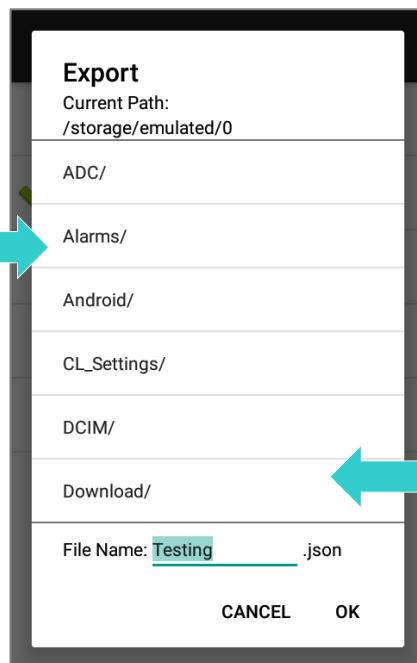 Export
Current Path:
/storage/emulated/0
ADC/
Alarms/
Android/
CL_Settings/
DCIM/
Download/
File Name: Testing .json
CANCEL OK